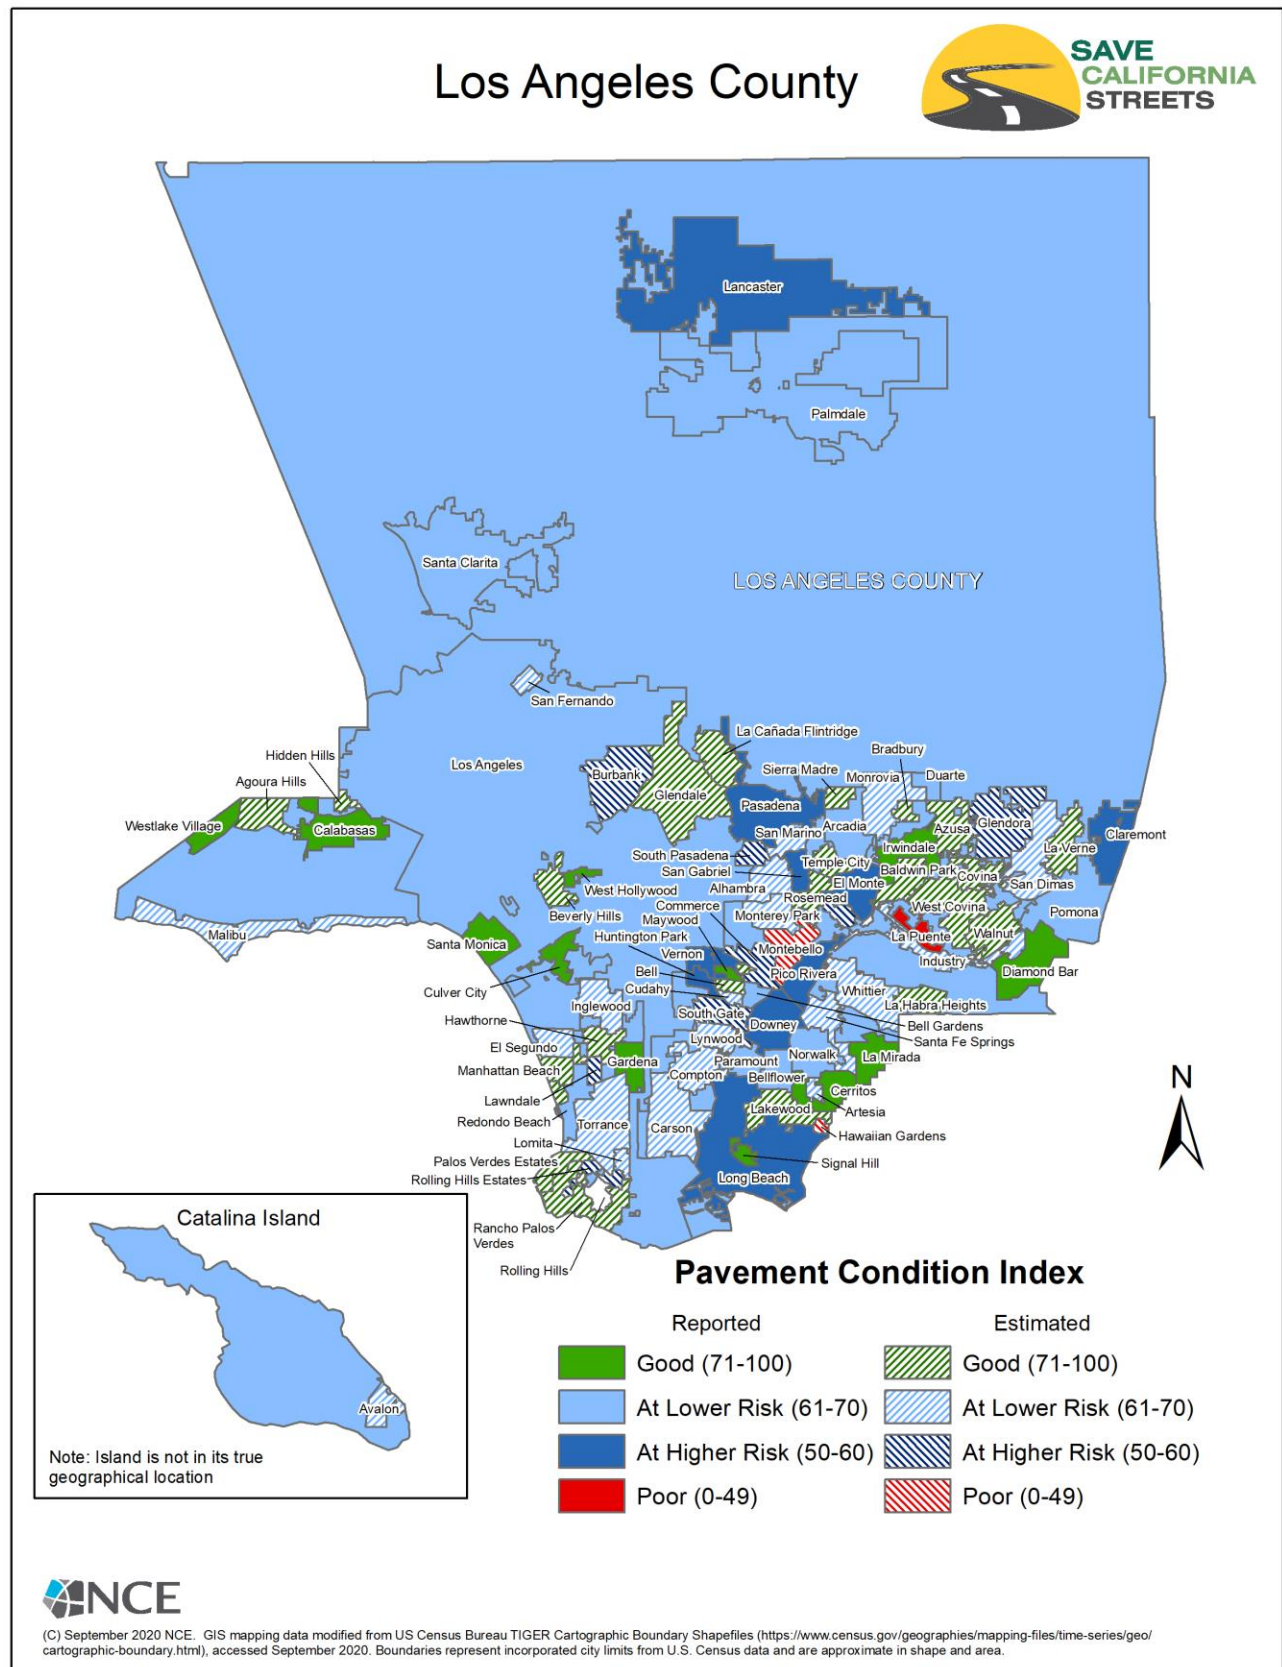 Los Angeles County
SAVE
CALIFORNIA
STREETS
Lancaster
Palmdale
Santa Clarita
LOS ANGELES COUNTY
San Fernando
La Cañada Flintridge
Bradbury
Hidden Hills
Los Angeles
Sierra Madre
Monrovia
Duarte
Agoura Hills
Burbank
Glendale
Pasadena
Westlake Village
Calabasas
San Marino
Arcadia
Azusa
Glendora
Claremont
South Pasadena
Irwindale
La Verne
San Gabriel
Temple City
Baldwin Park
Covina
West Hollywood
Alhambra
El Monte
San Dimas
Beverly Hills
Commerce
Rosemead
West Covina
Maywood
Monterey Park
Pomona
Malibu
Santa Monica
Huntington Park
Vernon
Montebello
La Puente
Walnut
Industry
Bell
Pico Rivera
Diamond Bar
Culver City
Cudahy
Whittier
Inglewood
South Gate
La Habra Heights
Hawthorne
Downey
Bell Gardens
El Segundo
Lynwood
Santa Fe Springs
Manhattan Beach
Gardena
Compton
Paramount
Norwalk
La Mirada
Bellflower
Lawndale
Cerritos
Redondo Beach
Torrance
Carson
Lakewood
Artesia
Lomita
Hawaiian Gardens
Palos Verdes Estates
Signal Hill
Rolling Hills Estates
Long Beach
Rancho Palos
Verdes
Rolling Hills
N
Catalina Island
Avalon
Note: Island is not in its true
geographical location
Pavement Condition Index
Reported
Estimated
Good (71-100)
Good (71-100)
At Lower Risk (61-70)
At Lower Risk (61-70)
At Higher Risk (50-60)
At Higher Risk (50-60)
Poor (0-49)
Poor (0-49)
NCE
(C) September 2020 NCE.  GIS mapping data modified from US Census Bureau TIGER Cartographic Boundary Shapefiles (https://www.census.gov/geographies/mapping-files/time-series/geo/
cartographic-boundary.html), accessed September 2020. Boundaries represent incorporated city limits from U.S. Census data and are approximate in shape and area.